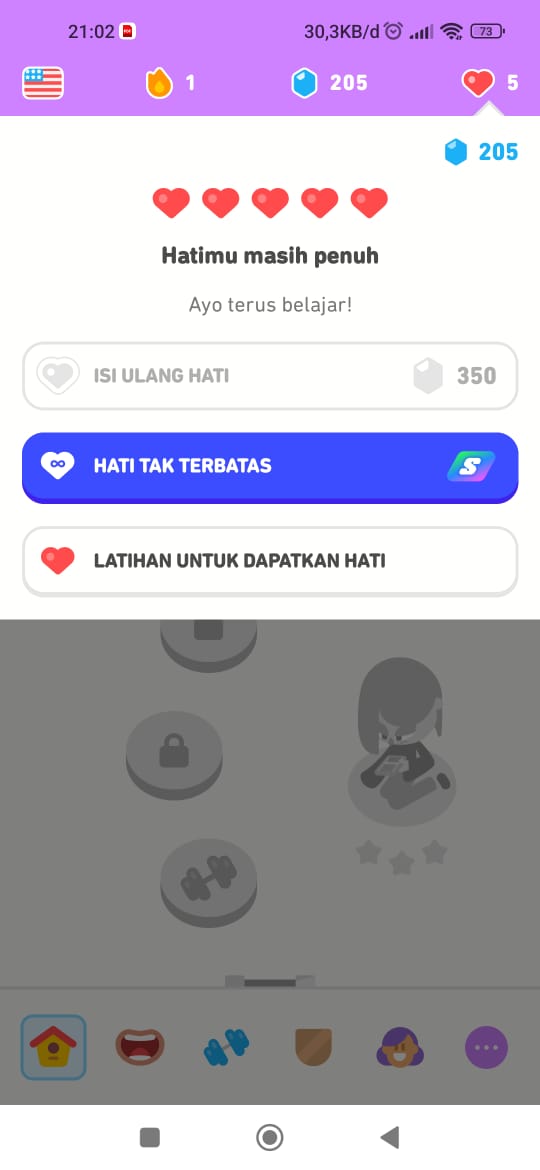 21:02
30,3KB/d
73
1
205
5
205
Hatimu masih penuh
Ayo terus belajar!
ISI ULANG HATI
350
HATI TAK TERBATAS
S
LATIHAN UNTUK DAPATKAN HATI